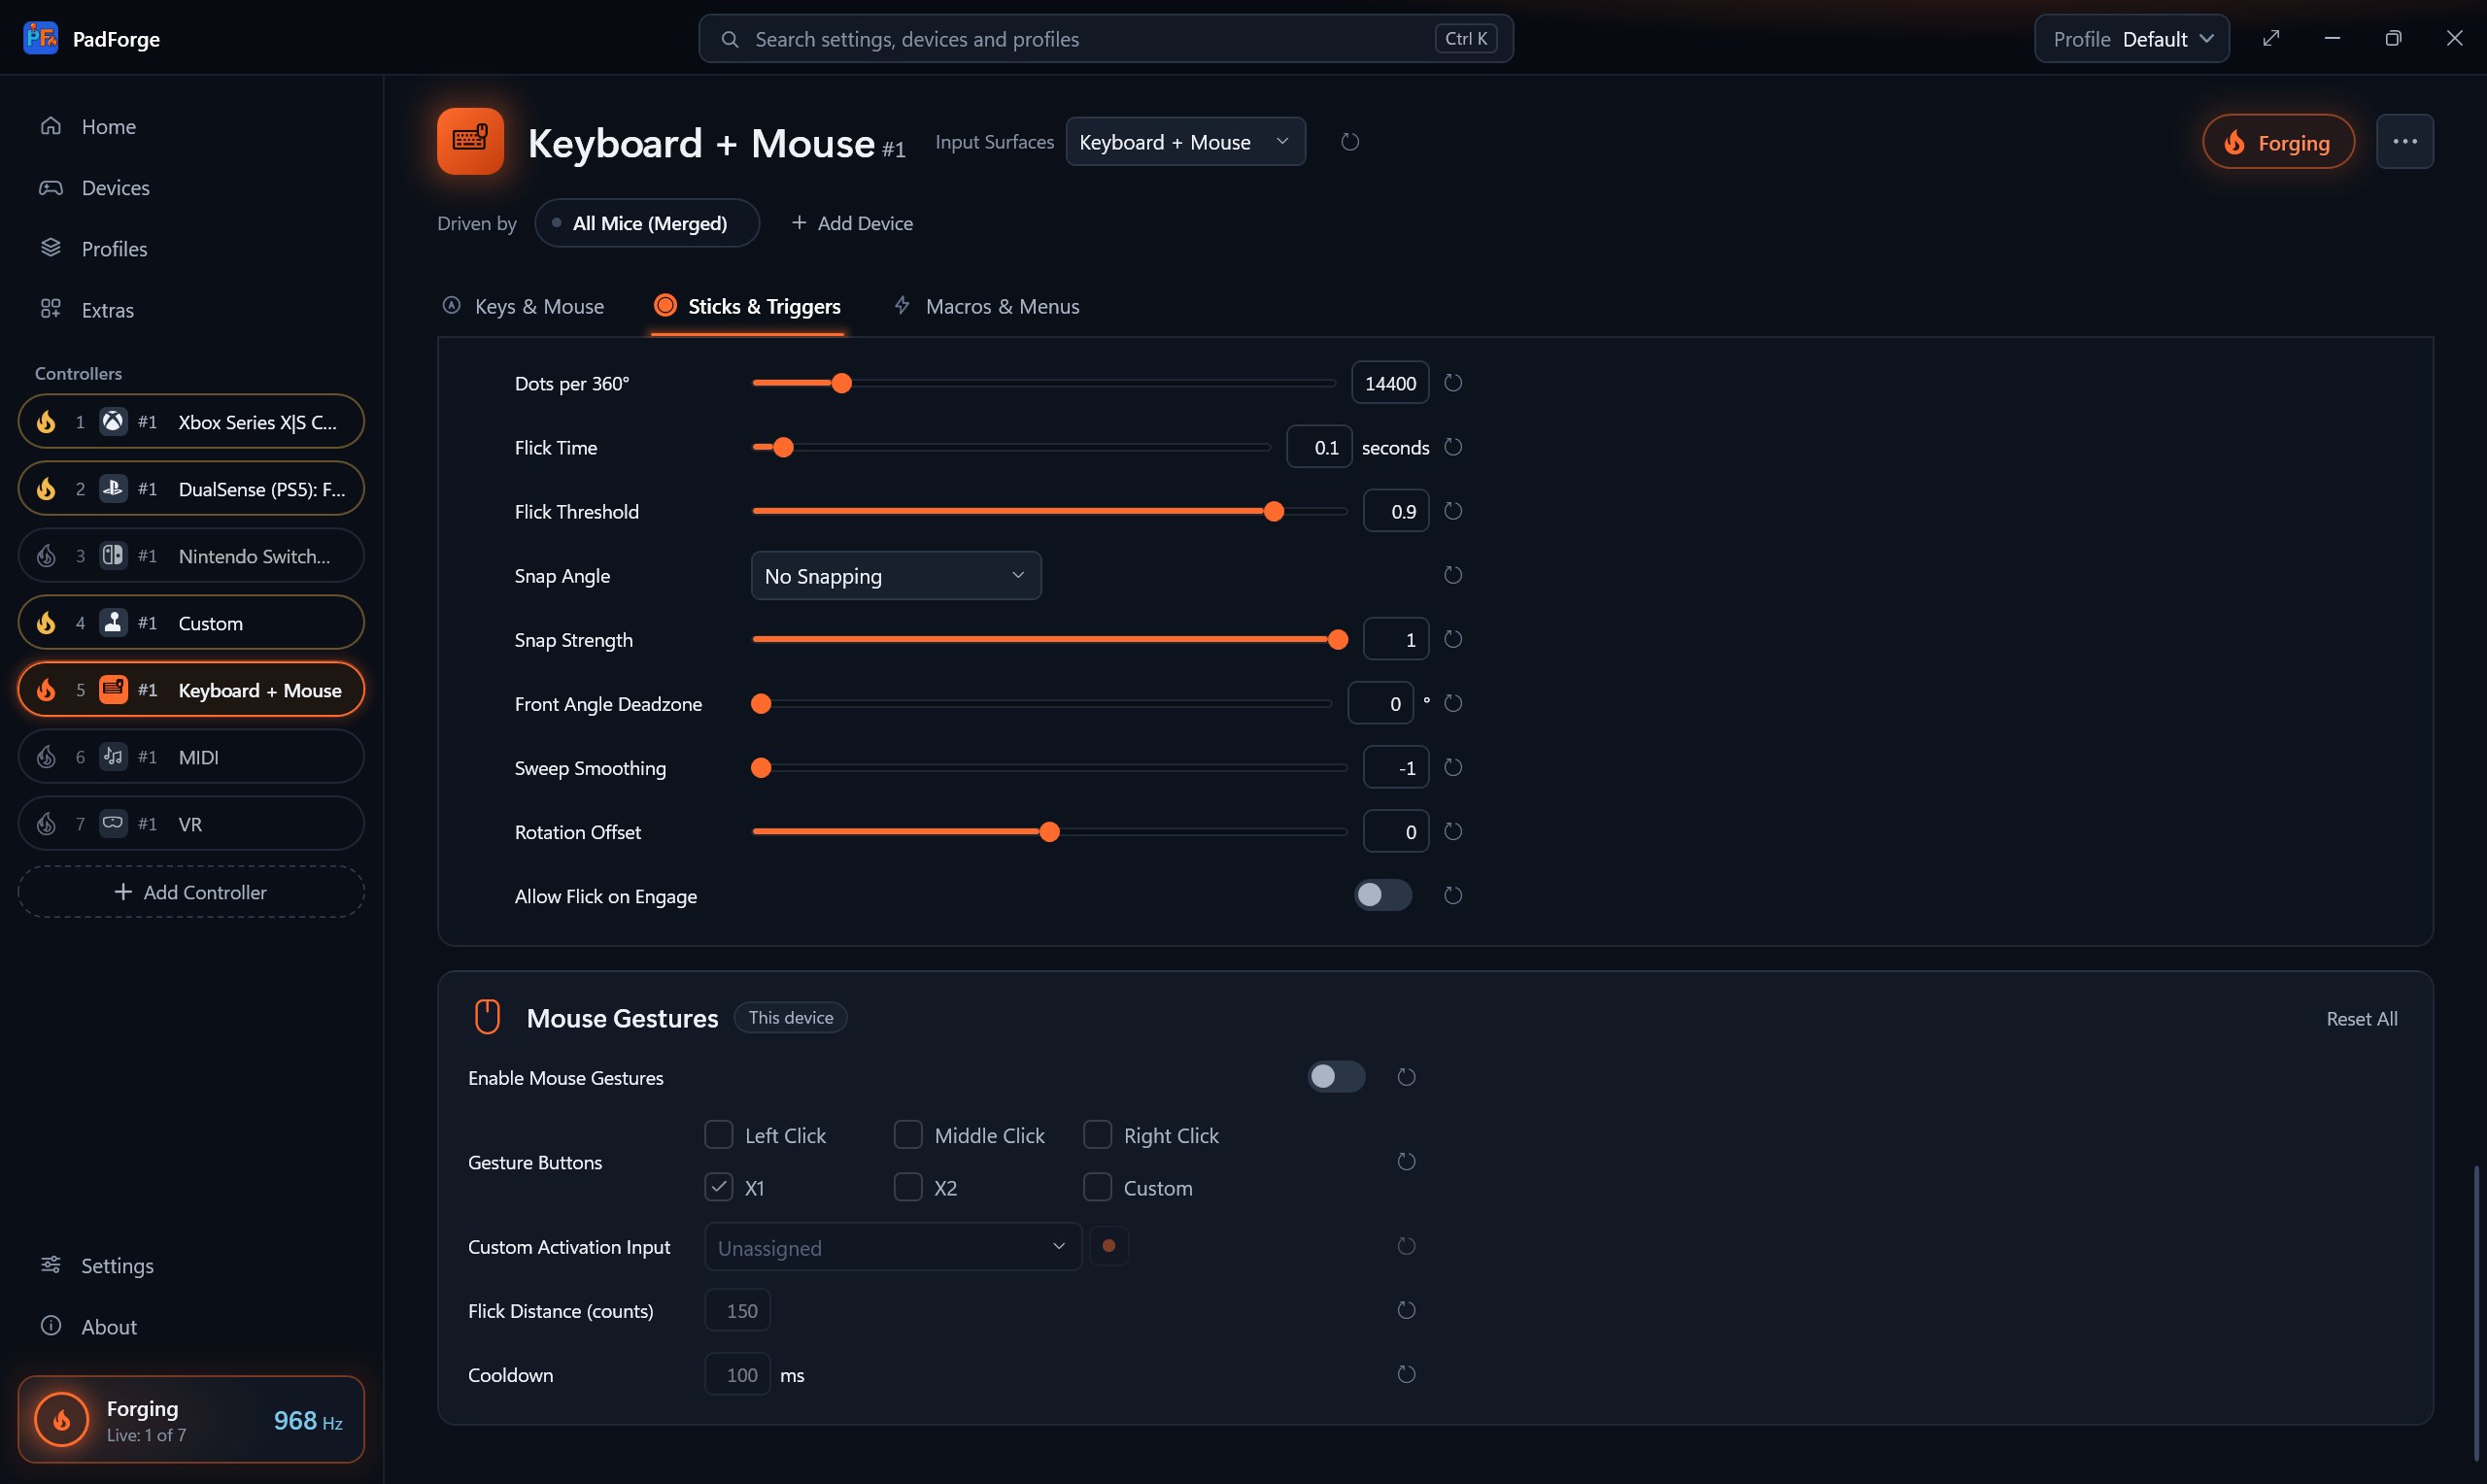 PadForge
Search settings, devices and profiles
Ctrl K
Profile Default
Home
Devices
Profiles
Extras
Controllers
1 #1 Xbox Series X|S C...
2 #1 DualSense (PS5): F...
3 #1 Nintendo Switch...
4 #1 Custom
5 #1 Keyboard + Mouse
6 #1 MIDI
7 #1 VR
+ Add Controller
Settings
About
Forging
Live: 1 of 7
968 Hz
Keyboard + Mouse #1
Input Surfaces
Keyboard + Mouse
Forging
...
Driven by
All Mice (Merged)
+ Add Device
Keys & Mouse
Sticks & Triggers
Macros & Menus
Dots per 360°
14400
Flick Time
0.1 seconds
Flick Threshold
0.9
Snap Angle
No Snapping
Snap Strength
1
Front Angle Deadzone
0 °
Sweep Smoothing
-1
Rotation Offset
0
Allow Flick on Engage
Mouse Gestures
This device
Reset All
Enable Mouse Gestures
Gesture Buttons
Left Click
Middle Click
Right Click
X1
X2
Custom
Custom Activation Input
Unassigned
Flick Distance (counts)
150
Cooldown
100 ms